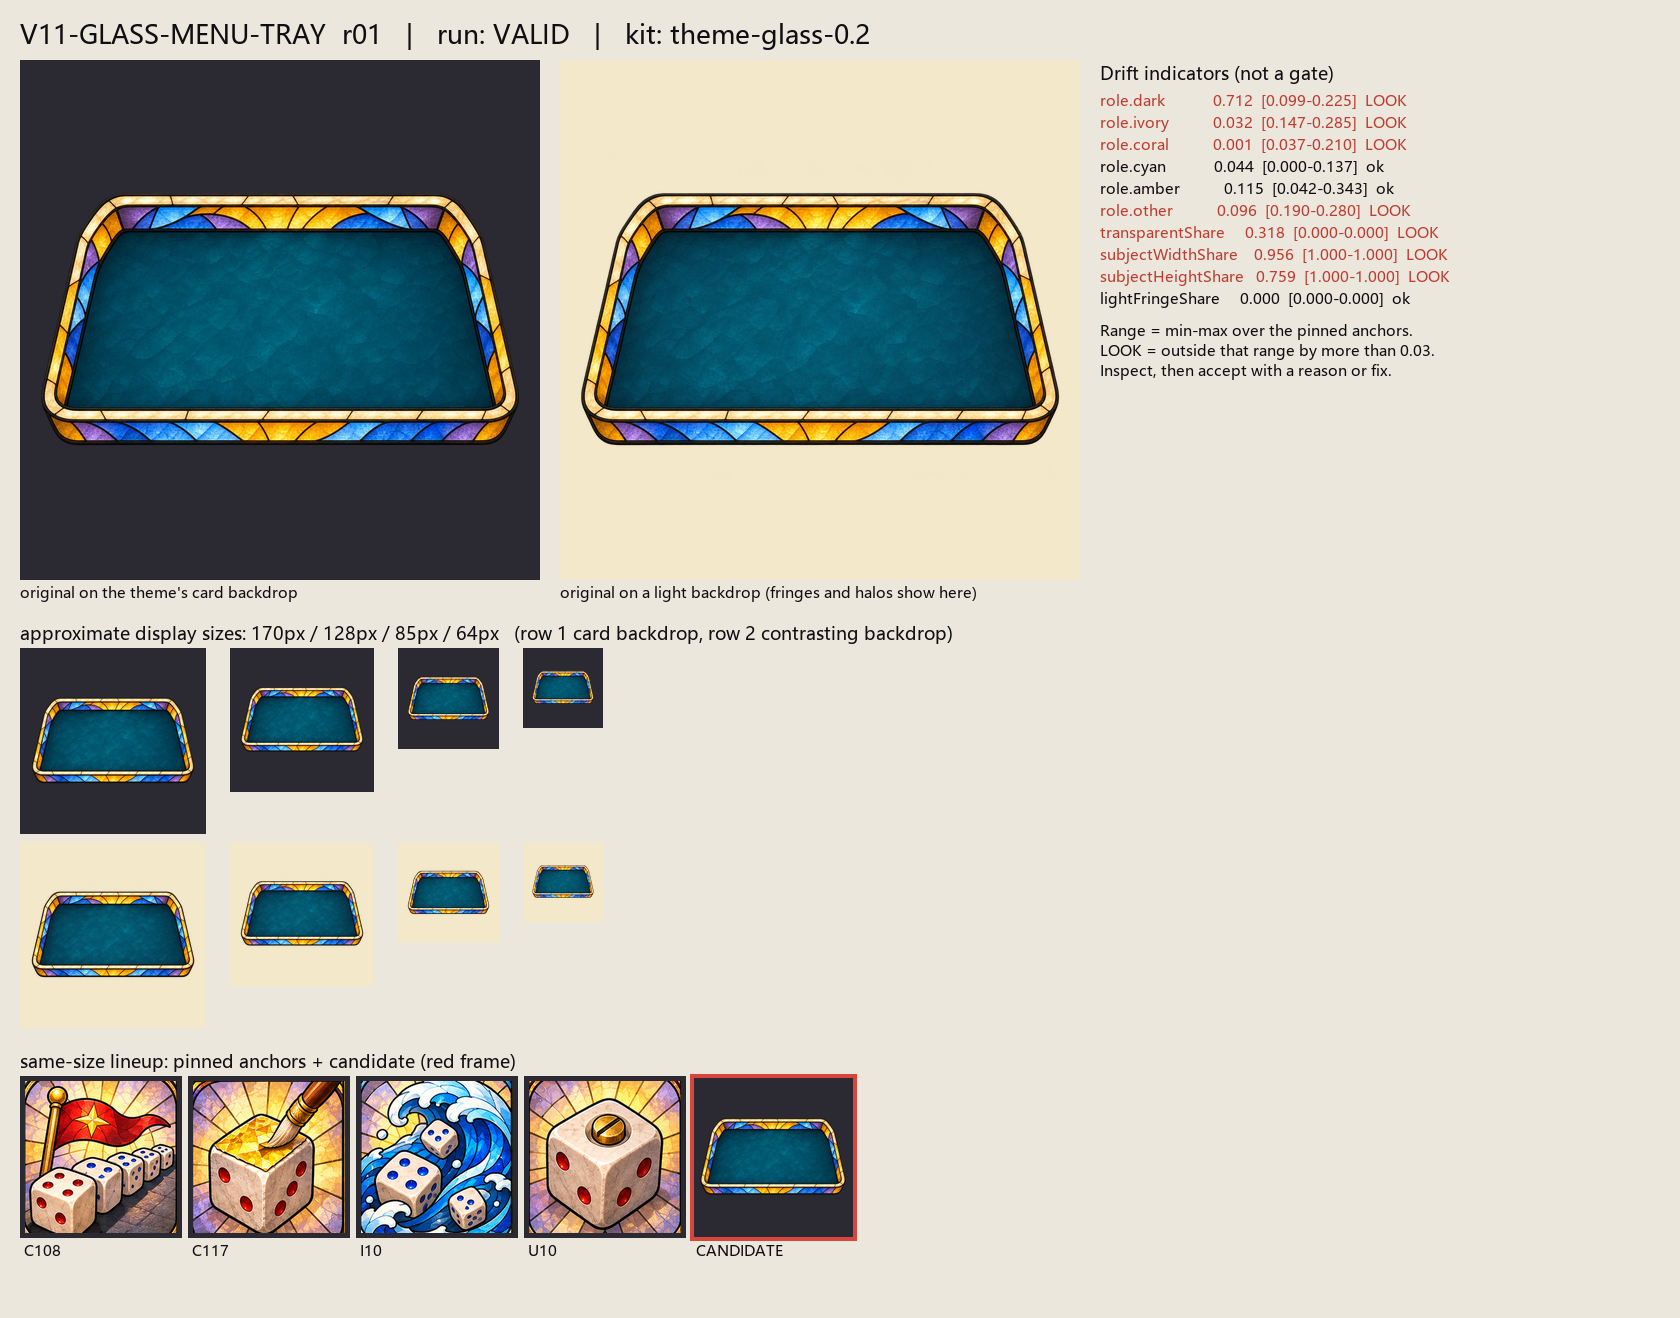 V11-GLASS-MENU-TRAY r01 | run: VALID | kit: theme-glass-0.2
Drift indicators (not a gate)
role.dark 0.712 [0.099-0.225] LOOK
role.ivory 0.032 [0.147-0.285] LOOK
role.coral 0.001 [0.037-0.210] LOOK
role.cyan 0.044 [0.000-0.137] ok
role.amber 0.115 [0.042-0.343] ok
role.other 0.096 [0.190-0.280] LOOK
transparentShare 0.318 [0.000-0.000] LOOK
subjectWidthShare 0.956 [1.000-1.000] LOOK
subjectHeightShare 0.759 [1.000-1.000] LOOK
lightFringeShare 0.000 [0.000-0.000] ok
Range = min-max over the pinned anchors.
LOOK = outside that range by more than 0.03.
Inspect, then accept with a reason or fix.
original on the theme's card backdrop
original on a light backdrop (fringes and halos show here)
approximate display sizes: 170px / 128px / 85px / 64px (row 1 card backdrop, row 2 contrasting backdrop)
same-size lineup: pinned anchors + candidate (red frame)
C108
C117
I10
U10
CANDIDATE